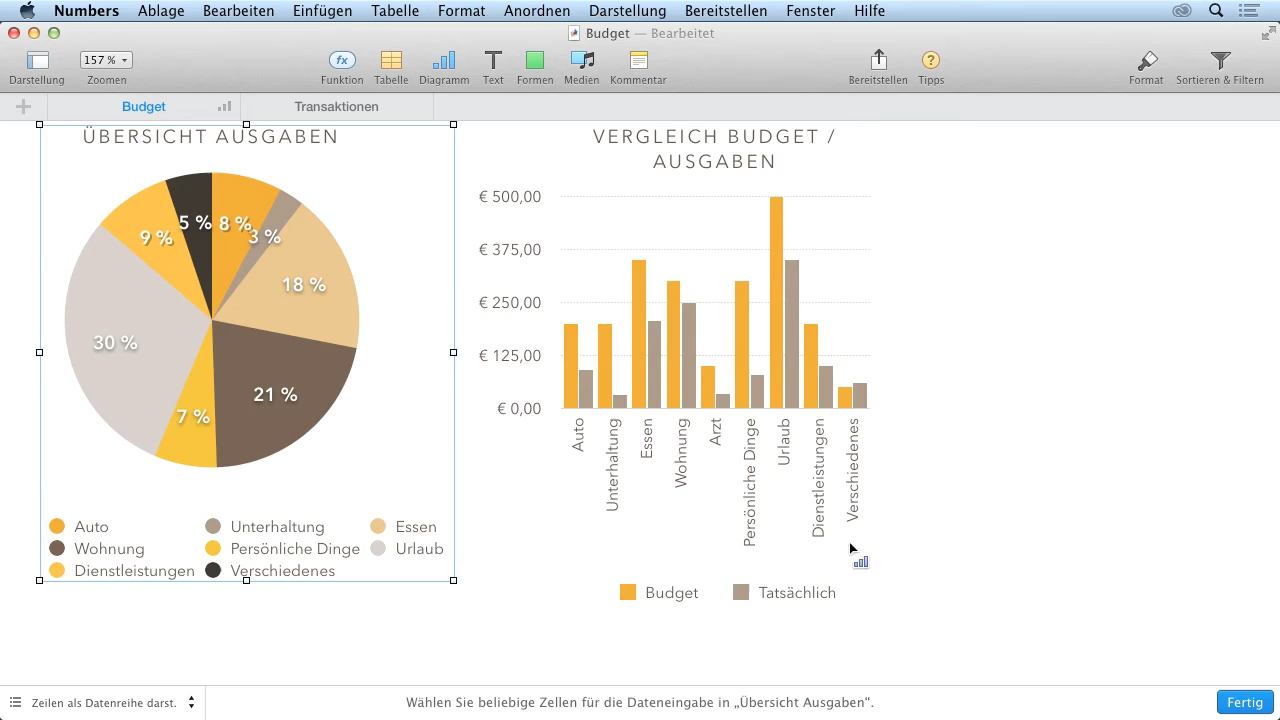 Numbers Ablage Bearbeiten Einfügen Tabelle Format Anordnen Darstellung Bereitstellen Fenster Hilfe
Budget — Bearbeitet
157 %
fx
T
?
Darstellung Zoomen Funktion Tabelle Diagramm Text Formen Medien Kommentar Bereitstellen Tipps Format Sortieren & Filtern
Budget Transaktionen
ÜBERSICHT AUSGABEN
5 % 8 %
9 % 3 %
18 %
30 %
21 %
7 %
Auto Unterhaltung Essen
Wohnung Persönliche Dinge Urlaub
Dienstleistungen Verschiedenes
VERGLEICH BUDGET /
AUSGABEN
€ 500,00
€ 375,00
€ 250,00
€ 125,00
€ 0,00
Auto
Unterhaltung
Essen
Wohnung
Arzt
Persönliche Dinge
Urlaub
Dienstleistungen
Verschiedenes
Budget Tatsächlich
Zeilen als Datenreihe darst. Wählen Sie beliebige Zellen für die Dateneingabe in „Übersicht Ausgaben“. Fertig